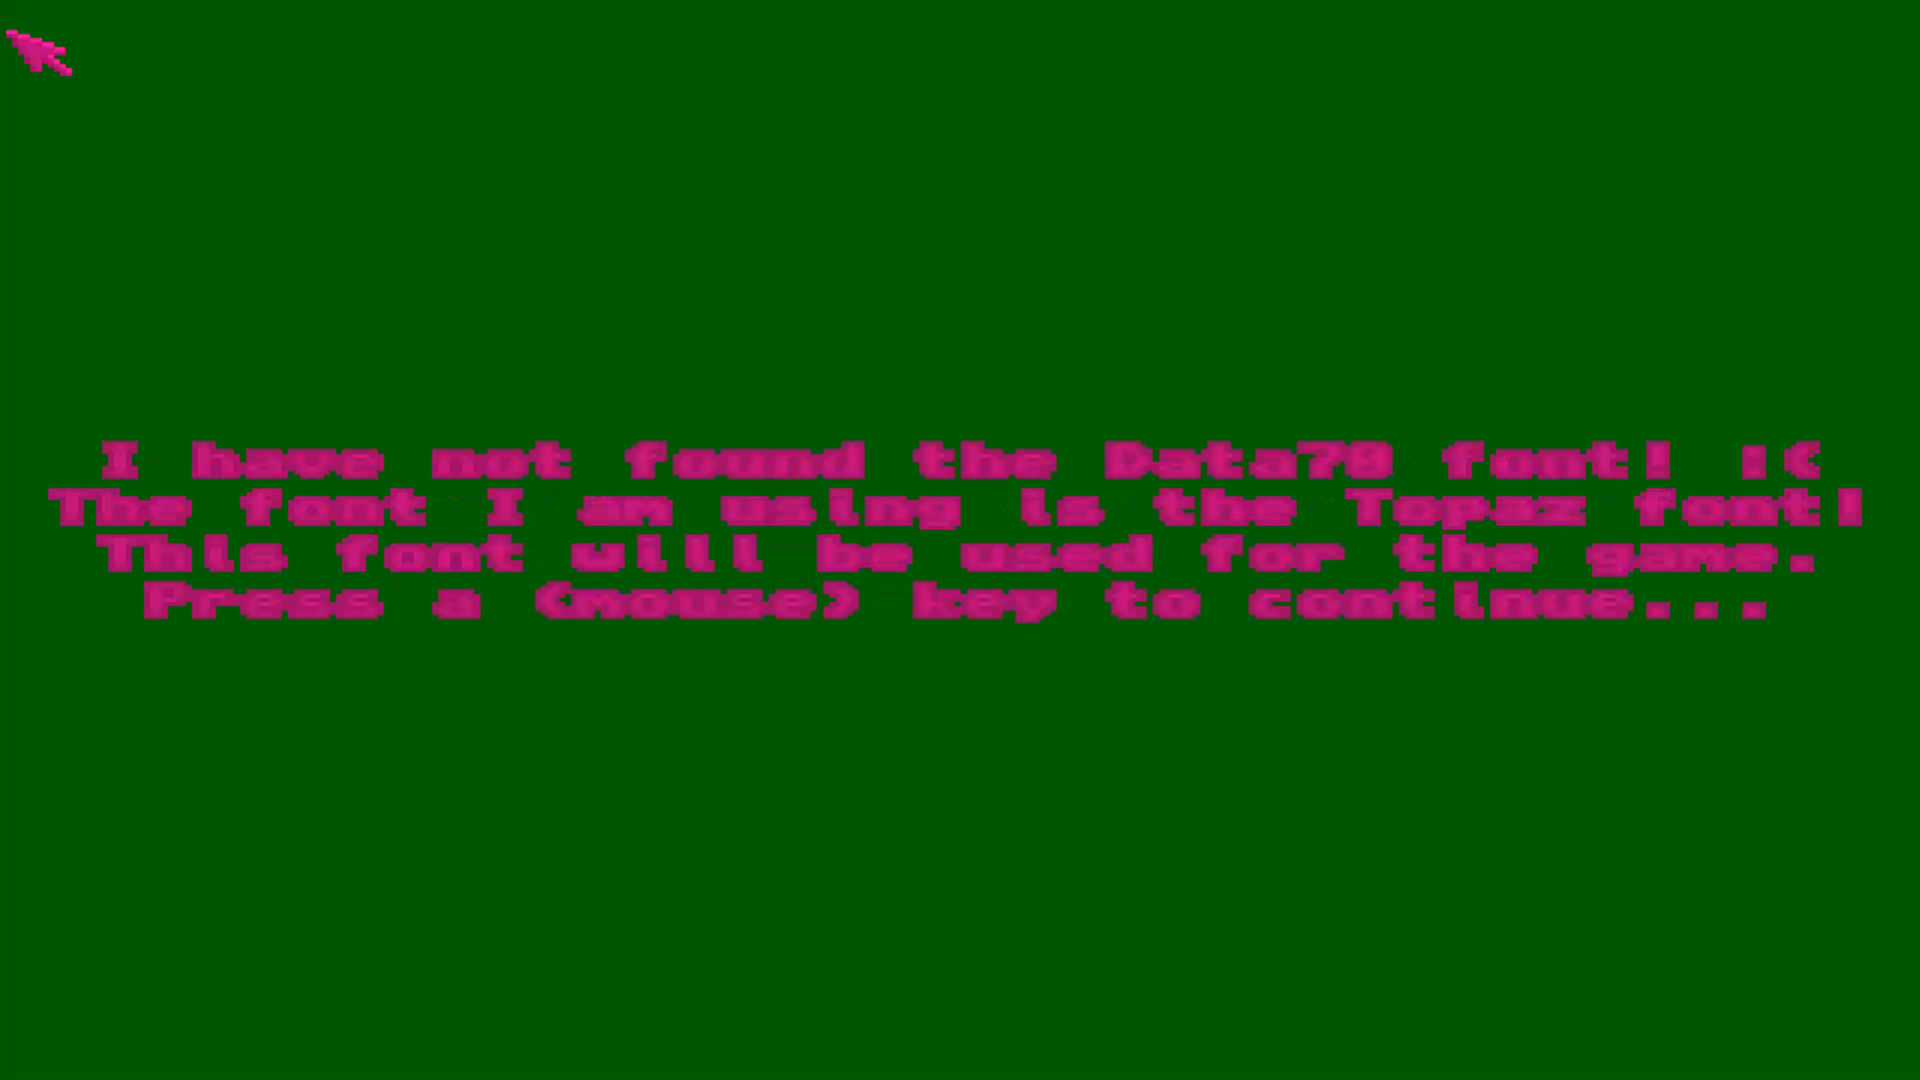 I have not found the Data70 font! :(
The font I am using is the Topaz font!
This font will be used for the game.
Press a (mouse) key to continue...